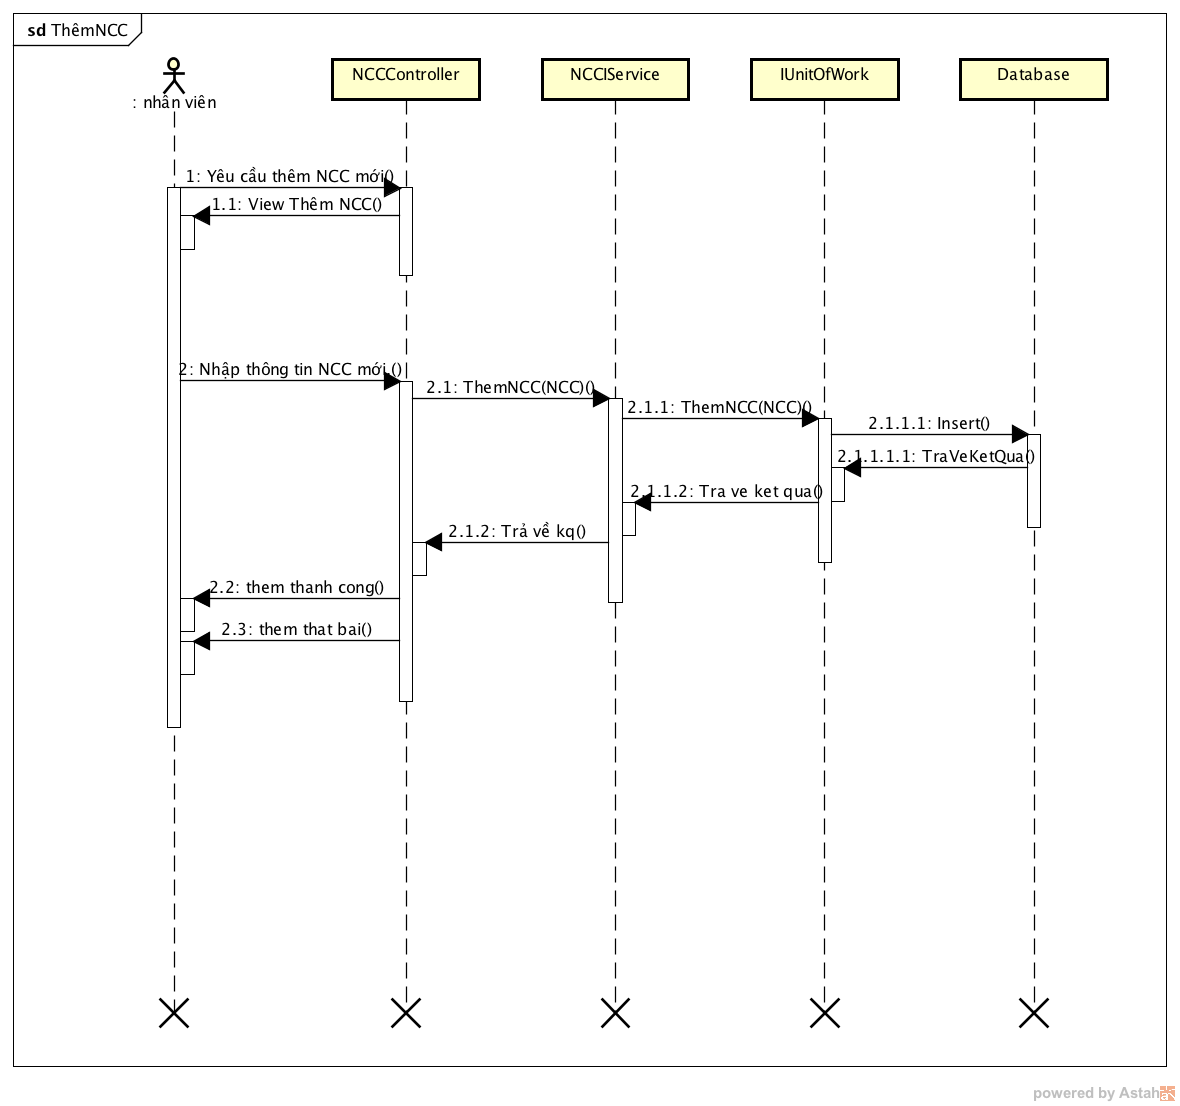 sd ThêmNCC
: nhân viên
NCCController
NCCIService
IUnitOfWork
Database
1: Yêu cầu thêm NCC mới()
1.1: View Thêm NCC()
2: Nhập thông tin NCC mới ()
2.1: ThemNCC(NCC)()
2.1.1: ThemNCC(NCC)()
2.1.1.1: Insert()
2.1.1.1.1: TraVeKetQua()
2.1.1.2: Tra ve ket qua()
2.1.2: Trả về kq()
2.2: them thanh cong()
2.3: them that bai()
powered by Astah